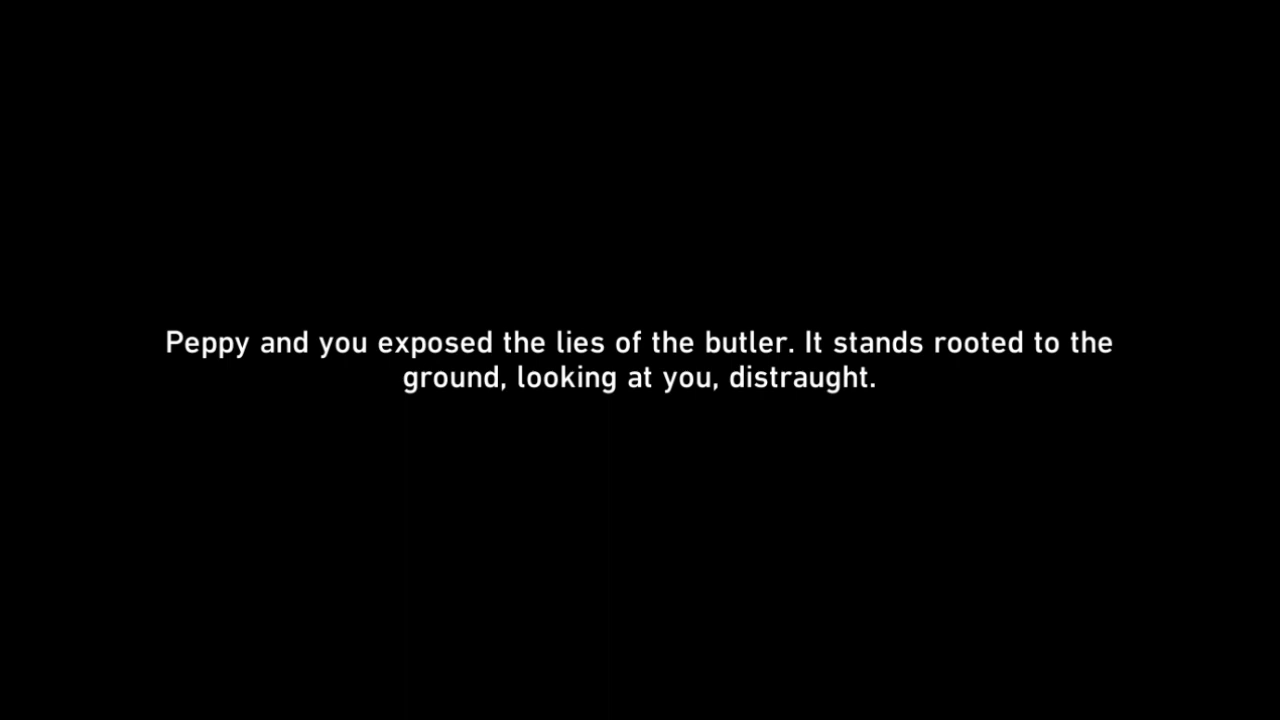 Peppy and you exposed the lies of the butler. It stands rooted to the
ground, looking at you, distraught.